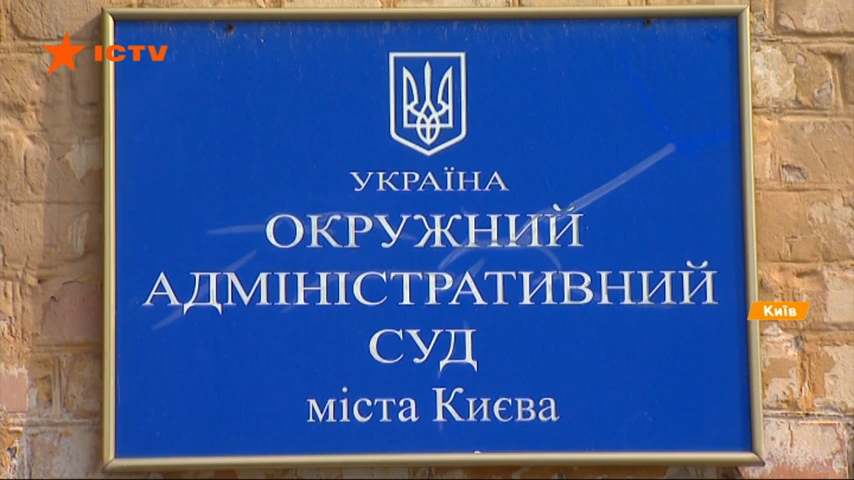 ICTV
УКРАЇНА
ОКРУЖНИЙ
АДМІНІСТРАТИВНИЙ
СУД
міста Києва
Київ